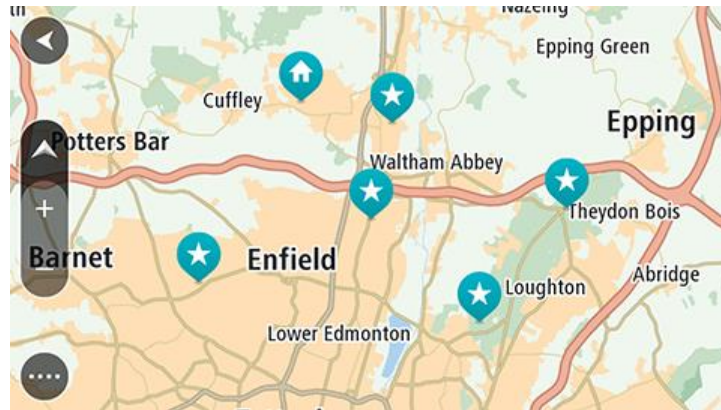 Nazeing
Epping Green
Cuffley
Epping
Potters Bar
Waltham Abbey
Theydon Bois
Barnet
Enfield
Loughton
Abridge
Lower Edmonton